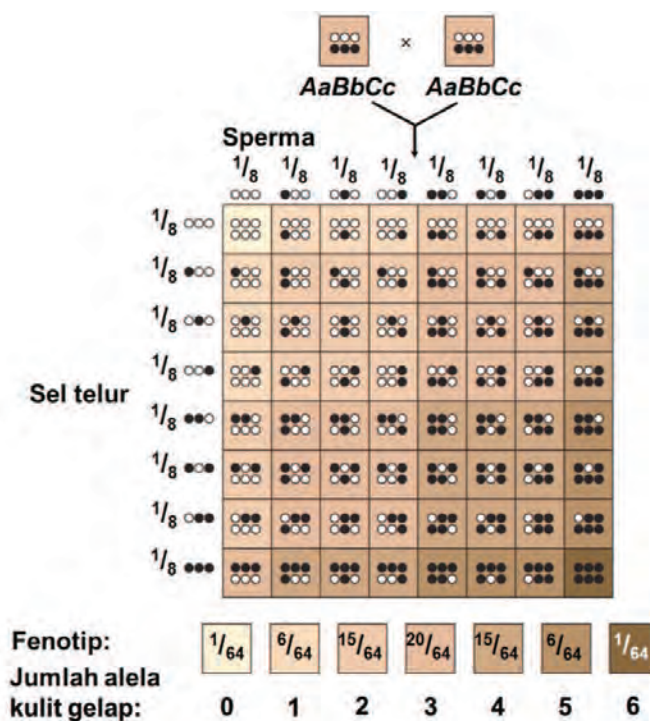 ×
AaBbCc AaBbCc
Sperma
1/8 1/8 1/8 1/8 1/8 1/8 1/8 1/8
1/8
1/8
1/8
1/8
Sel telur
1/8
1/8
1/8
1/8
Fenotip: 1/64 6/64 15/64 20/64 15/64 6/64 1/64
Jumlah alela
kulit gelap: 0 1 2 3 4 5 6